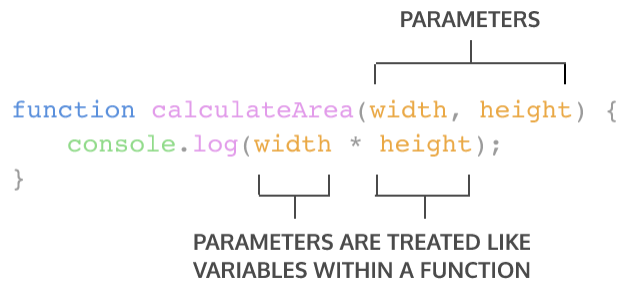 PARAMETERS
function calculateArea(width, height) {
console.log(width * height);
}
PARAMETERS ARE TREATED LIKE
VARIABLES WITHIN A FUNCTION